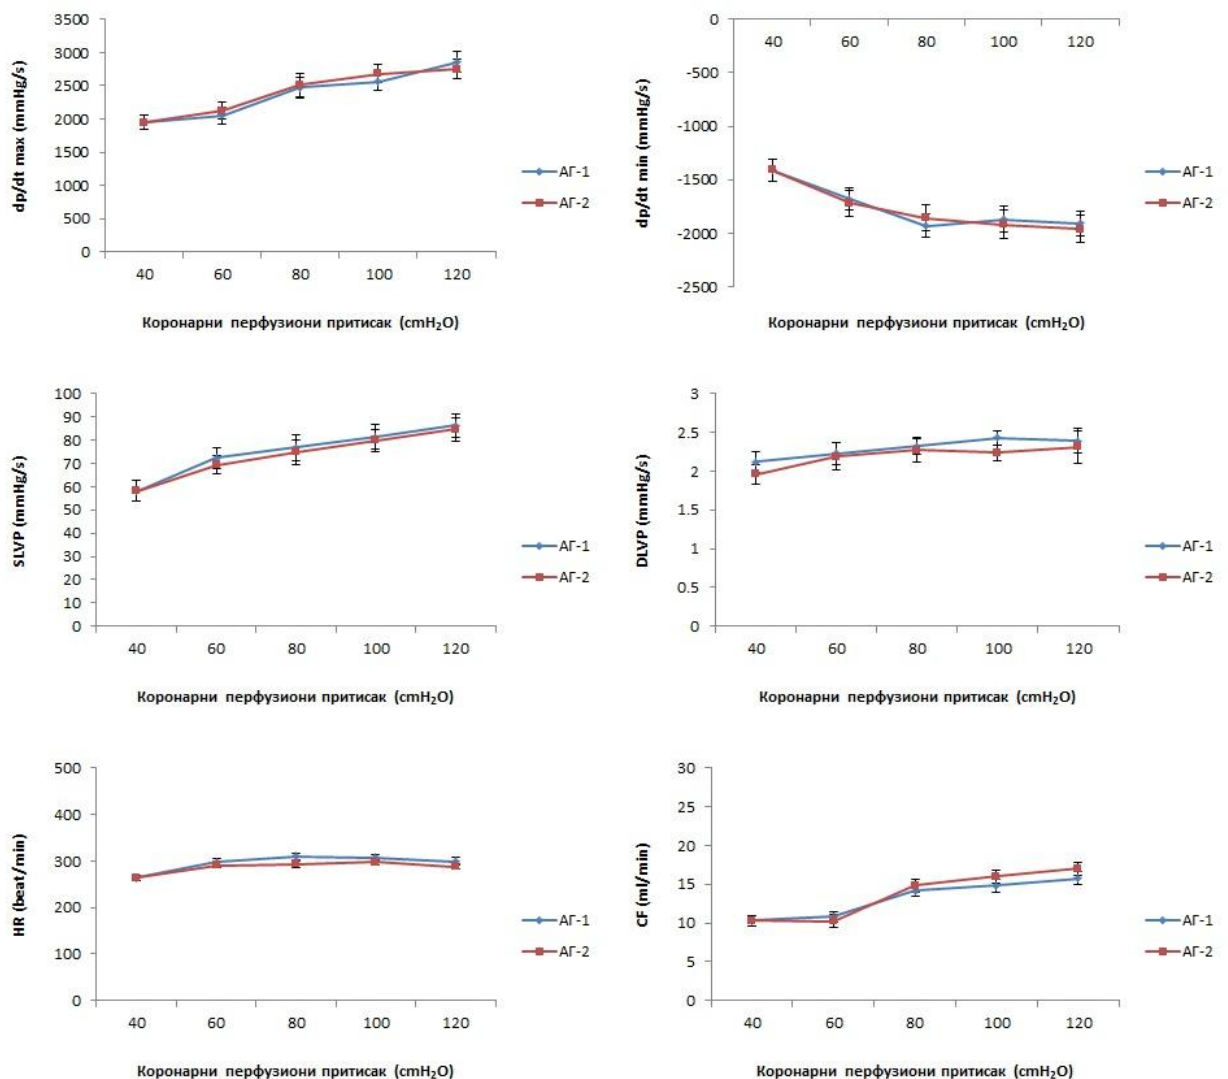 3500
3000
2500
2000
1500
1000
500
0
dp/dt max (mmHg/s)
40 60 80 100 120
Коронарни перфузиони притисак (cmH₂O)
АГ-1
АГ-2
0
-500
-1000
-1500
-2000
-2500
dp/dt min (mmHg/s)
40 60 80 100 120
Коронарни перфузиони притисак (cmH₂O)
АГ-1
АГ-2
100
90
80
70
60
50
40
30
20
10
0
SLVP (mmHg/s)
40 60 80 100 120
Коронарни перфузиони притисак (cmH₂O)
АГ-1
АГ-2
3
2.5
2
1.5
1
0.5
0
DLVP (mmHg/s)
40 60 80 100 120
Коронарни перфузиони притисак (cmH₂O)
АГ-1
АГ-2
500
400
300
200
100
0
HR (beat/min)
40 60 80 100 120
Коронарни перфузиони притисак (cmH₂O)
АГ-1
АГ-2
30
25
20
15
10
5
0
CF (ml/min)
40 60 80 100 120
Коронарни перфузиони притисак (cmH₂O)
АГ-1
АГ-2